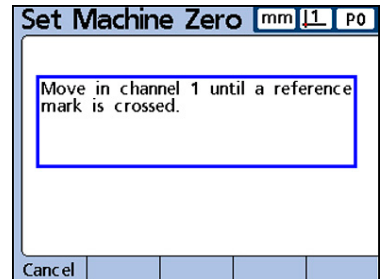 Set Machine Zero mm 1 P0
Move in channel 1 until a reference
mark is crossed.
Cancel